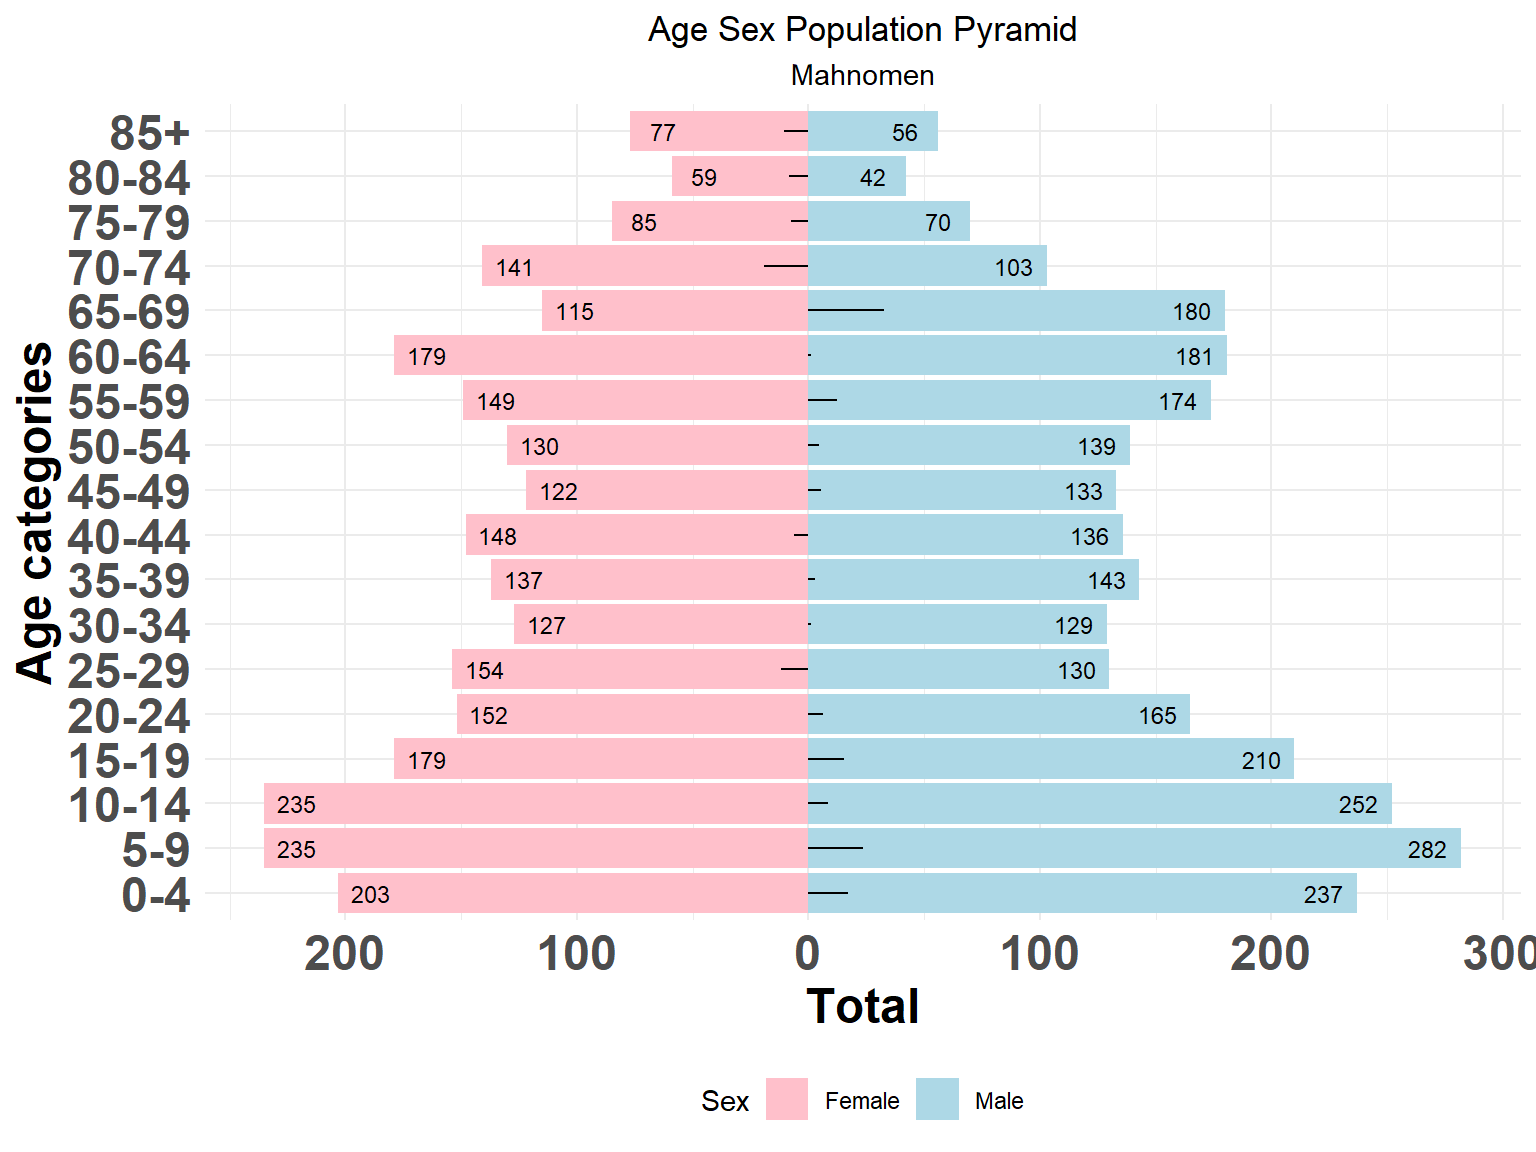 Age Sex Population Pyramid
Mahnomen
Age categories
85+ 77 56
80-84 59 42
75-79 85 70
70-74 141 103
65-69 115 180
60-64 179 181
55-59 149 174
50-54 130 139
45-49 122 133
40-44 148 136
35-39 137 143
30-34 127 129
25-29 154 130
20-24 152 165
15-19 179 210
10-14 235 252
5-9 235 282
0-4 203 237
200 100 0 100 200 300
Total
Sex Female Male